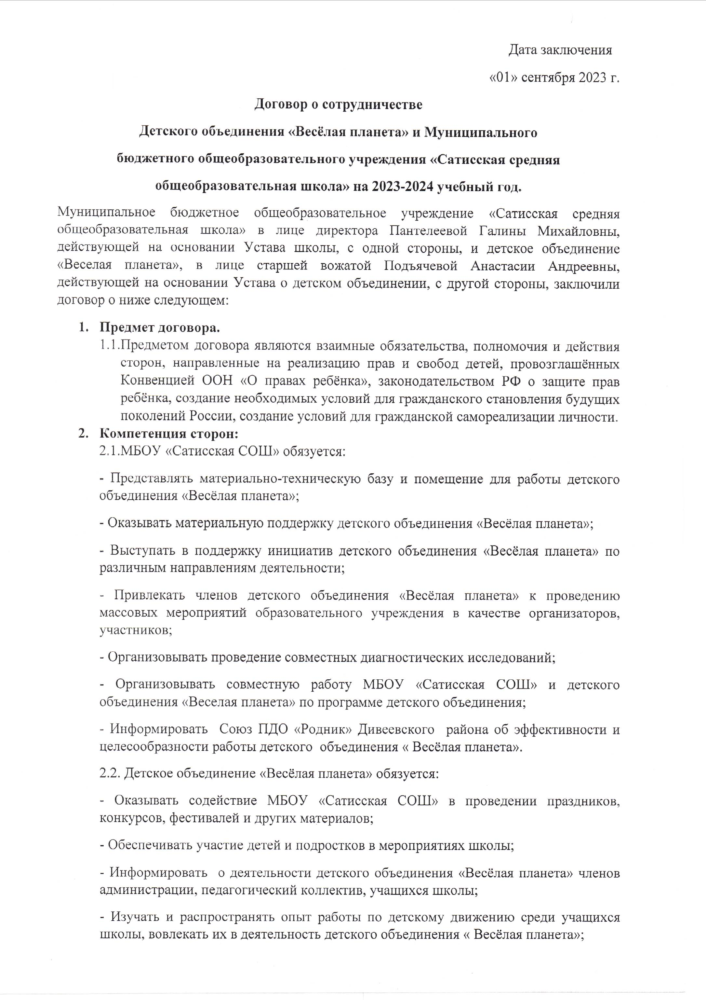 Дата заключения
«01» сентября 2023 г.
Договор о сотрудничестве
Детского объединения «Весёлая планета» и Муниципального
бюджетного общеобразовательного учреждения «Сатисская средняя
общеобразовательная школа» на 2023-2024 учебный год.
Муниципальное бюджетное общеобразовательное учреждение «Сатисская средняя
общеобразовательная школа» в лице директора Пантелеевой Галины Михайловны,
действующей на основании Устава школы, с одной стороны, и детское объединение
«Веселая планета», в лице старшей вожатой Подъячевой Анастасии Андреевны,
действующей на основании Устава о детском объединении, с другой стороны, заключили
договор о ниже следующем:
1. Предмет договора.
1.1.Предметом договора являются взаимные обязательства, полномочия и действия
сторон, направленные на реализацию прав и свобод детей, провозглашённых
Конвенцией ООН «О правах ребёнка», законодательством РФ о защите прав
ребёнка, создание необходимых условий для гражданского становления будущих
поколений России, создание условий для гражданской самореализации личности.
2. Компетенция сторон:
2.1.МБОУ «Сатисская СОШ» обязуется:
- Представлять материально-техническую базу и помещение для работы детского
объединения «Весёлая планета»;
- Оказывать материальную поддержку детского объединения «Весёлая планета»;
- Выступать в поддержку инициатив детского объединения «Весёлая планета» по
различным направлениям деятельности;
- Привлекать членов детского объединения «Весёлая планета» к проведению
массовых мероприятий образовательного учреждения в качестве организаторов,
участников;
- Организовывать проведение совместных диагностических исследований;
- Организовывать совместную работу МБОУ «Сатисская СОШ» и детского
объединения «Веселая планета» по программе детского объединения;
- Информировать Союз ПДО «Родник» Дивеевского района об эффективности и
целесообразности работы детского объединения « Весёлая планета».
2.2. Детское объединение «Весёлая планета» обязуется:
- Оказывать содействие МБОУ «Сатисская СОШ» в проведении праздников,
конкурсов, фестивалей и других материалов;
- Обеспечивать участие детей и подростков в мероприятиях школы;
- Информировать о деятельности детского объединения «Весёлая планета» членов
администрации, педагогический коллектив, учащихся школы;
- Изучать и распространять опыт работы по детскому движению среди учащихся
школы, вовлекать их в деятельность детского объединения « Весёлая планета»;